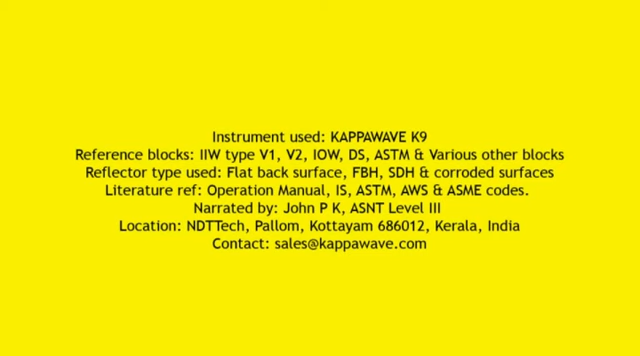 Instrument used: KAPPAWAVE K9
Reference blocks: IIW type V1, V2, IOW, DS, ASTM & Various other blocks
Reflector type used: Flat back surface, FBH, SDH & corroded surfaces
Literature ref: Operation Manual, IS, ASTM, AWS & ASME codes.
Narrated by: John P K, ASNT Level III
Location: NDTTech, Pallom, Kottayam 686012, Kerala, India
Contact: sales@kappawave.com